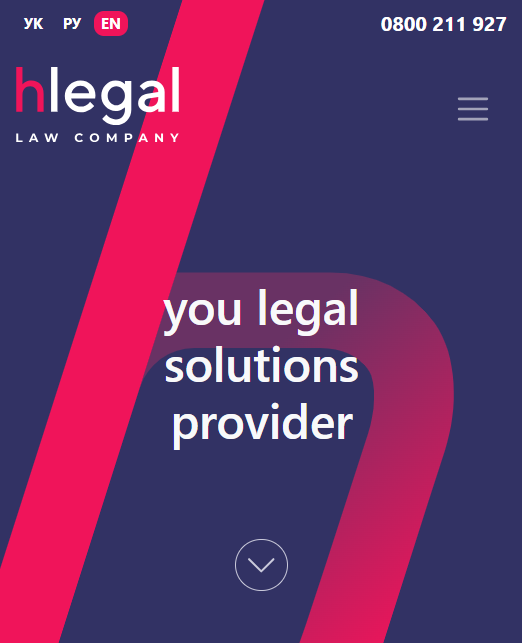 УК РУ EN
0800 211 927
hlegal
LAW COMPANY
you legal
solutions
provider